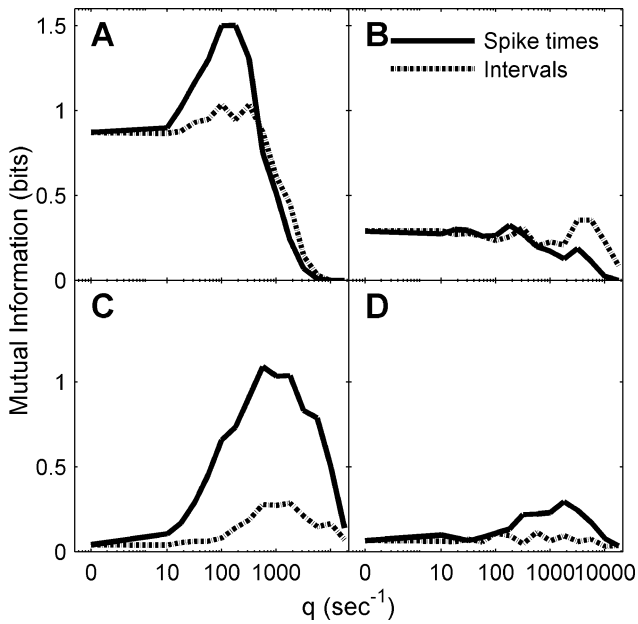 A
B
Spike times
Intervals
1.5
1
0.5
0
C
D
1
0.5
0
0 10 100 1000
0 10 100 1000 10000
Mutual Information (bits)
q (sec⁻¹)